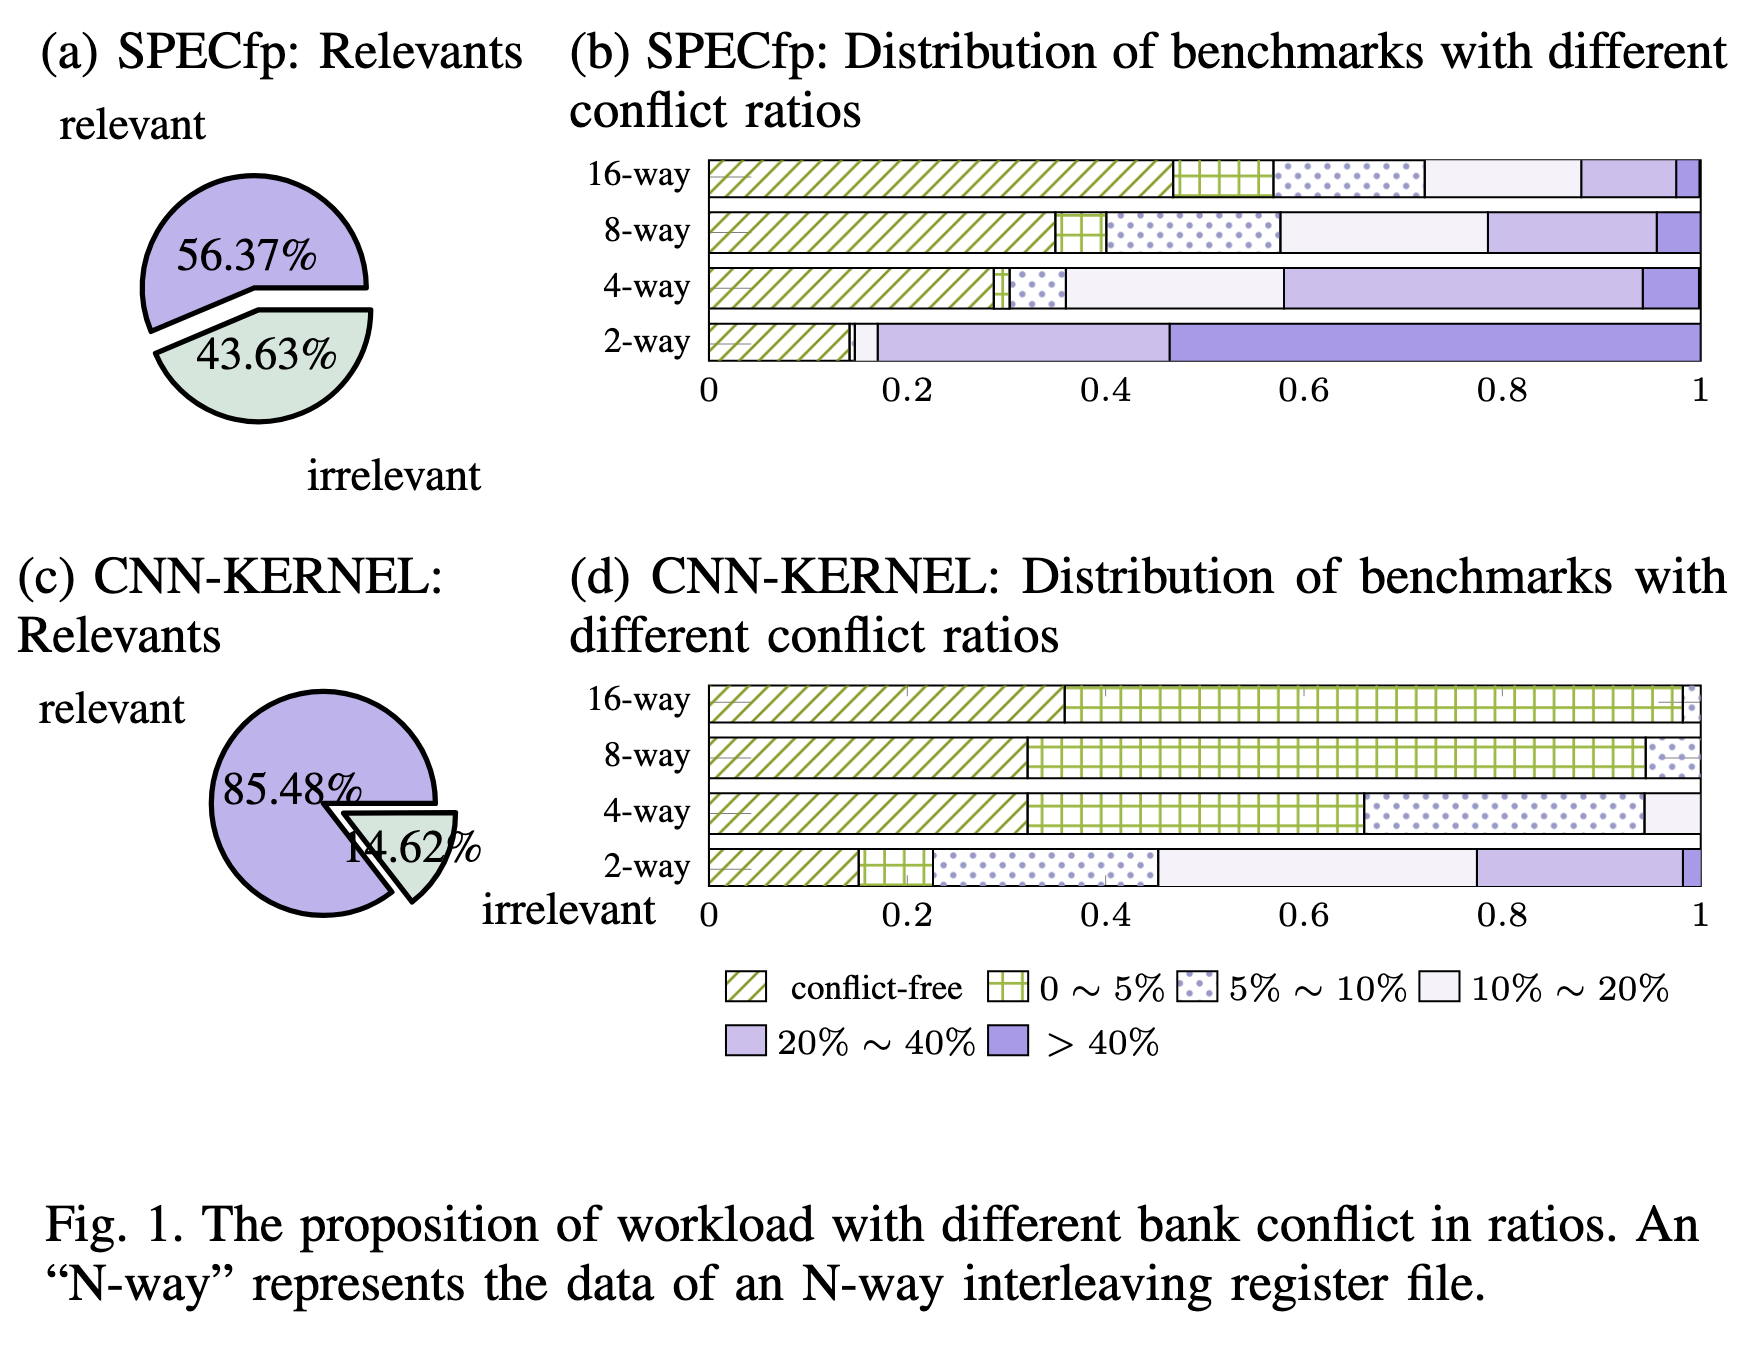 (a) SPECfp: Relevants
relevant
56.37%
43.63%
irrelevant
(b) SPECfp: Distribution of benchmarks with different
conflict ratios
16-way
8-way
4-way
2-way
0 0.2 0.4 0.6 0.8 1
(c) CNN-KERNEL:
Relevants
relevant
85.48%
14.62%
irrelevant
(d) CNN-KERNEL: Distribution of benchmarks with
different conflict ratios
16-way
8-way
4-way
2-way
0 0.2 0.4 0.6 0.8 1
conflict-free 0 ∼ 5% 5% ∼ 10% 10% ∼ 20%
20% ∼ 40% > 40%
Fig. 1. The proposition of workload with different bank conflict in ratios. An
“N-way” represents the data of an N-way interleaving register file.